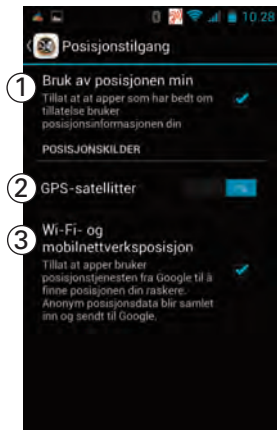 10.28
Posisjonstilgang
1
Bruk av posisjonen min
Tillat at at apper som har bedt om
tillatelse bruker
posisjonsinformasjonen din
POSISJONSKILDER
2
GPS-satellitter
3
Wi-Fi- og
mobilnettverksposisjon
Tillat at apper bruker
posisjonstjenesten fra Google til å
finne posisjonen din raskere.
Anonym posisjonsdata blir samlet
inn og sendt til Google.